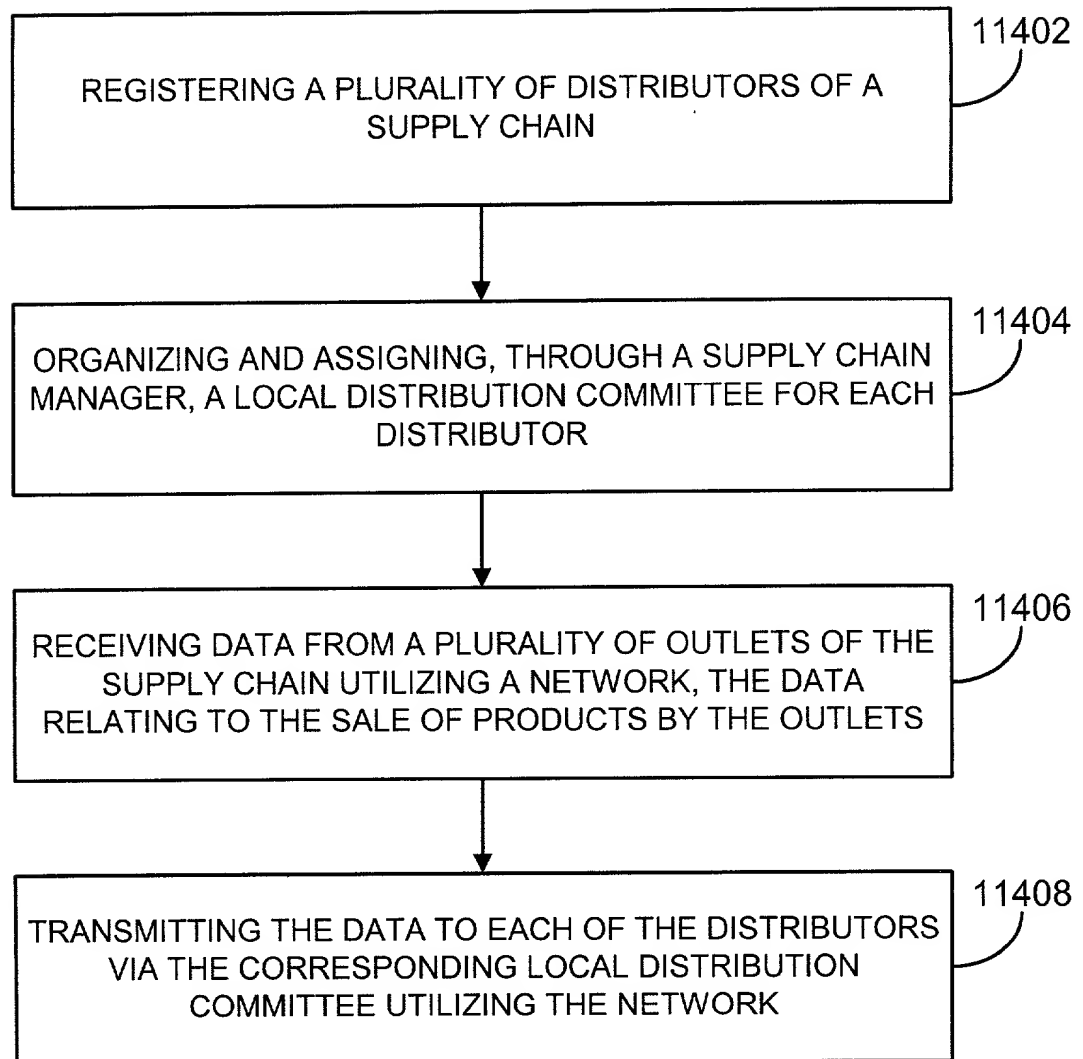 11402
REGISTERING A PLURALITY OF DISTRIBUTORS OF A
SUPPLY CHAIN
11404
ORGANIZING AND ASSIGNING, THROUGH A SUPPLY CHAIN
MANAGER, A LOCAL DISTRIBUTION COMMITTEE FOR EACH
DISTRIBUTOR
11406
RECEIVING DATA FROM A PLURALITY OF OUTLETS OF THE
SUPPLY CHAIN UTILIZING A NETWORK, THE DATA
RELATING TO THE SALE OF PRODUCTS BY THE OUTLETS
11408
TRANSMITTING THE DATA TO EACH OF THE DISTRIBUTORS
VIA THE CORRESPONDING LOCAL DISTRIBUTION
COMMITTEE UTILIZING THE NETWORK